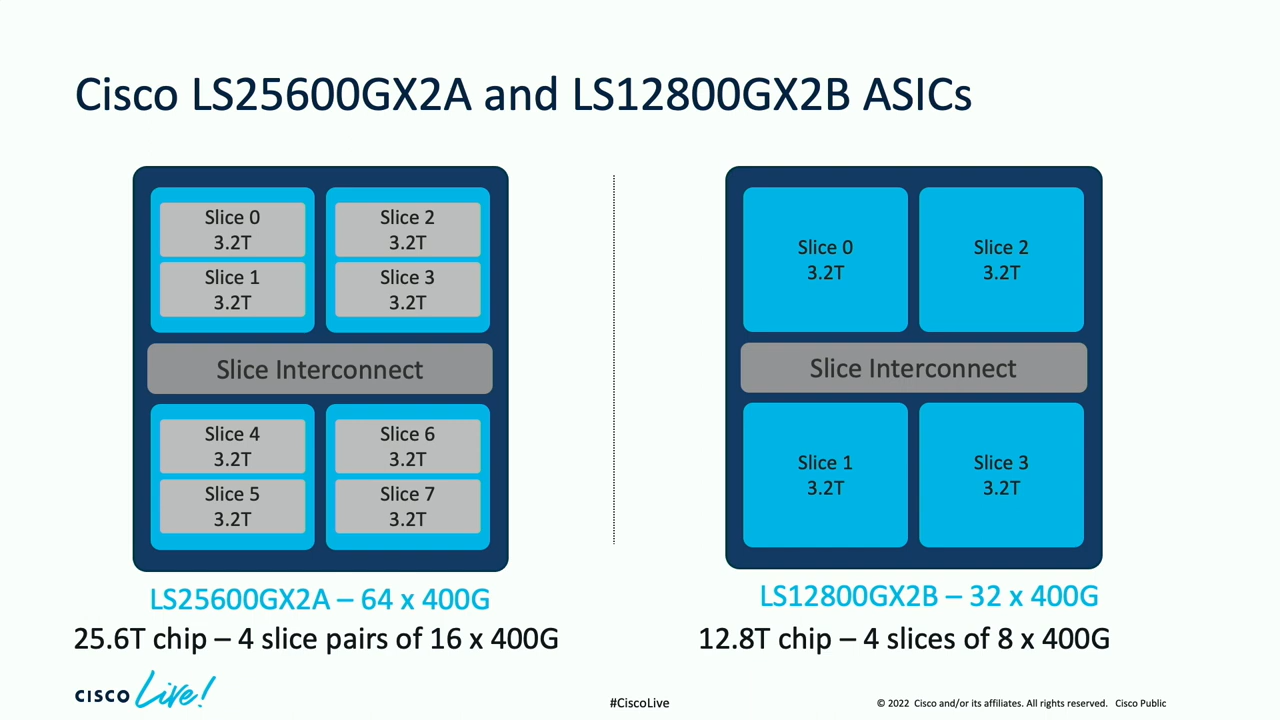 Cisco LS25600GX2A and LS12800GX2B ASICs
Slice 0
3.2T
Slice 1
3.2T
Slice 2
3.2T
Slice 3
3.2T
Slice Interconnect
Slice 4
3.2T
Slice 5
3.2T
Slice 6
3.2T
Slice 7
3.2T
LS25600GX2A – 64 x 400G
25.6T chip – 4 slice pairs of 16 x 400G
Slice 0
3.2T
Slice 2
3.2T
Slice Interconnect
Slice 1
3.2T
Slice 3
3.2T
LS12800GX2B – 32 x 400G
12.8T chip – 4 slices of 8 x 400G
CISCO Live!
#CiscoLive
© 2022 Cisco and/or its affiliates. All rights reserved. Cisco Public